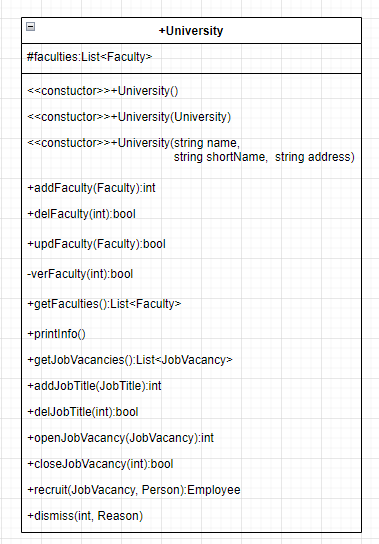 +University
#faculties:List<Faculty>
<<constuctor>>+University()
<<constuctor>>+University(University)
<<constuctor>>+University(string name,
string shortName, string address)
+addFaculty(Faculty):int
+delFaculty(int):bool
+updFaculty(Faculty):bool
-verFaculty(int):bool
+getFaculties():List<Faculty>
+printInfo()
+getJobVacancies():List<JobVacancy>
+addJobTitle(JobTitle):int
+delJobTitle(int):bool
+openJobVacancy(JobVacancy):int
+closeJobVacancy(int):bool
+recruit(JobVacancy, Person):Employee
+dismiss(int, Reason)